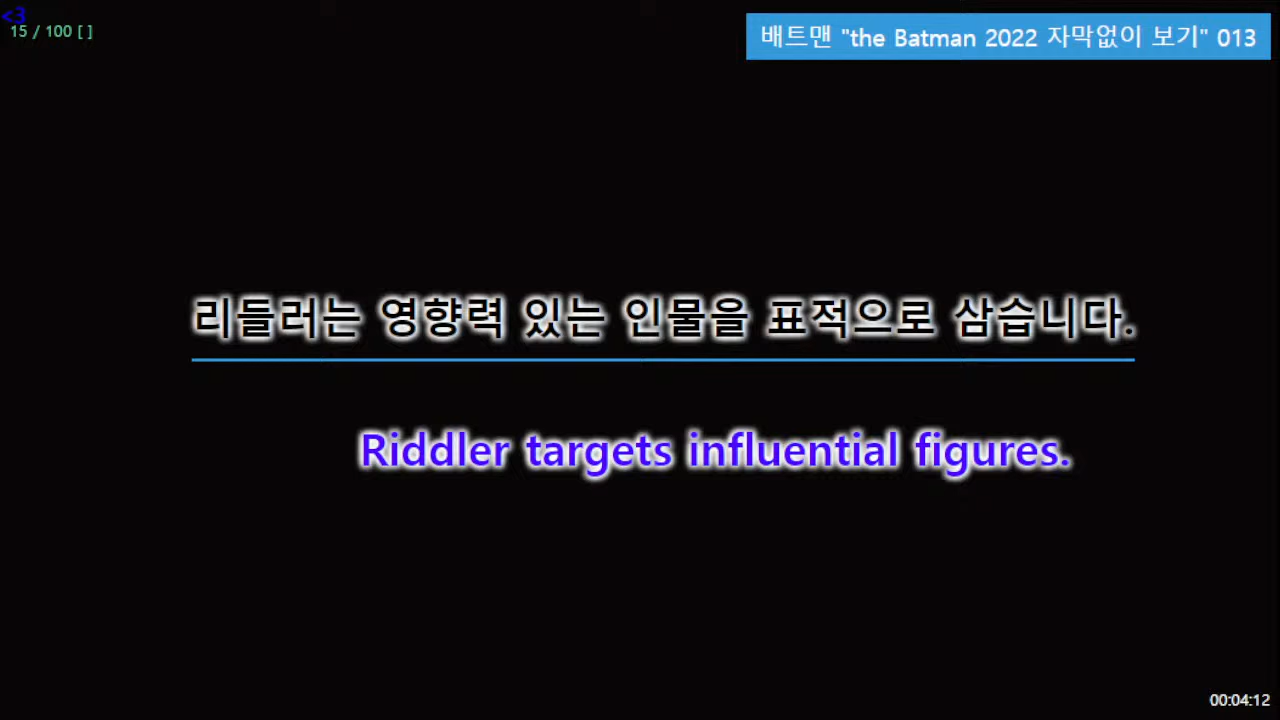 <3
15 / 100 [ ]
배트맨 "the Batman 2022 자막없이 보기" 013
리들러는 영향력 있는 인물을 표적으로 삼습니다.
Riddler targets influential figures.
00:04:12